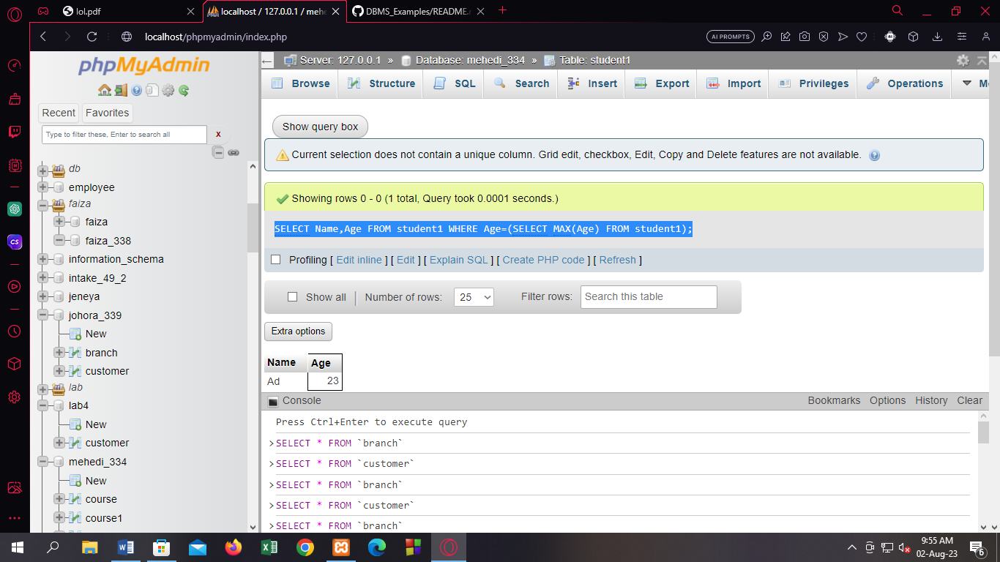 lol.pdf
localhost / 127.0.0.1 / mehe
DBMS_Examples/README.
localhost/phpmyadmin/index.php
AI PROMPTS
phpMyAdmin
Recent
Favorites
Type to filter these, Enter to search all
x
db
employee
faiza
faiza
faiza_338
information_schema
intake_49_2
jeneya
johora_339
New
branch
customer
lab
lab4
New
customer
mehedi_334
New
course
course1
Server: 127.0.0.1 » Database: mehedi_334 » Table: student1
Browse
Structure
SQL
Search
Insert
Export
Import
Privileges
Operations
Show query box
Current selection does not contain a unique column. Grid edit, checkbox, Edit, Copy and Delete features are not available.
Showing rows 0 - 0 (1 total, Query took 0.0001 seconds.)
SELECT Name,Age FROM student1 WHERE Age=(SELECT MAX(Age) FROM student1);
Profiling [ Edit inline ] [ Edit ] [ Explain SQL ] [ Create PHP code ] [ Refresh ]
Show all
Number of rows:
25
Filter rows:
Search this table
Extra options
Name
Age
Ad
23
Console
Bookmarks
Options
History
Clear
Press Ctrl+Enter to execute query
>SELECT * FROM `branch`
>SELECT * FROM `customer`
>SELECT * FROM `branch`
>SELECT * FROM `customer`
>SELECT * FROM `branch`
9:55 AM
02-Aug-23
6